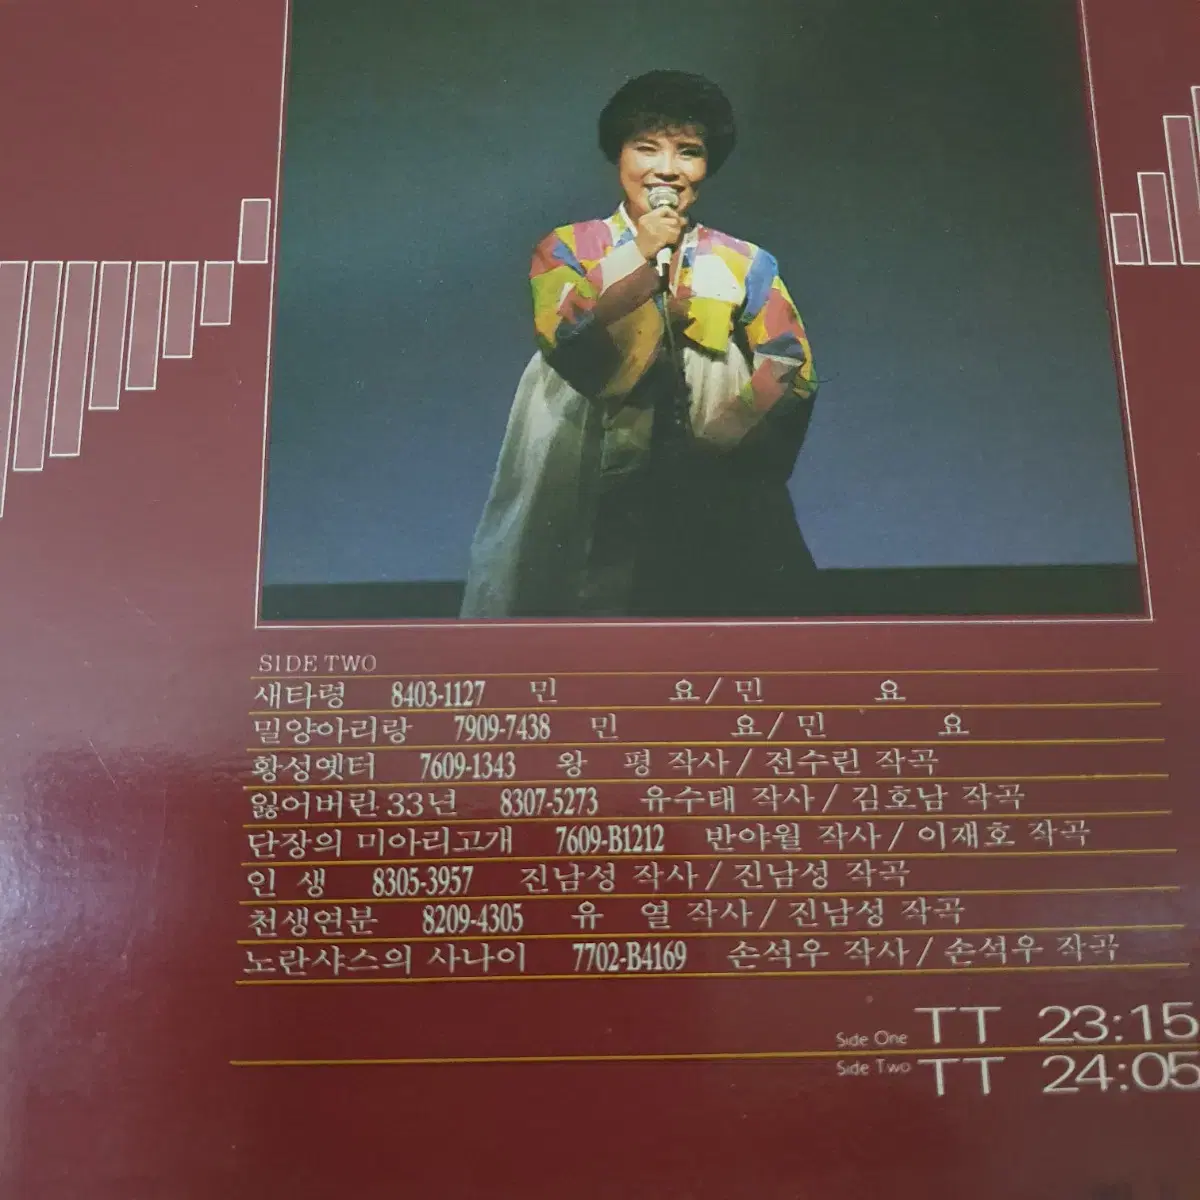 SIDE TWO
새타령 8403-1127 민 요/민 요
밀양아리랑 7909-7438 민 요/민 요
황성옛터 7609-1343 왕 평 작사/전수린 작곡
잃어버린 33년 8307-5273 유수태 작사/김호남 작곡
단장의 미아리고개 7609-B1212 반야월 작사/이재호 작곡
인 생 8305-3957 진남성 작사/진남성 작곡
천생연분 8209-4305 유 열 작사/진남성 작곡
노란샤스의 사나이 7702-B4169 손석우 작사/손석우 작곡
Side One TT 23:15
Side Two TT 24:05